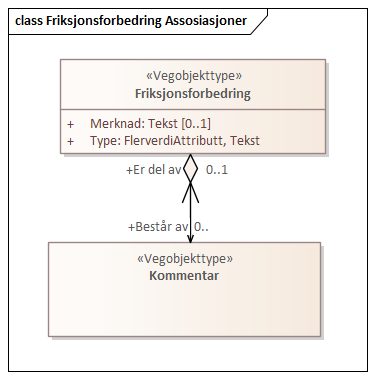 class Friksjonsforbedring Assosiasjoner
«Vegobjekttype»
Friksjonsforbedring
+ Merknad: Tekst [0..1]
+ Type: FlerverdiAttributt, Tekst
+Er del av 0..1
+Består av 0..
«Vegobjekttype»
Kommentar